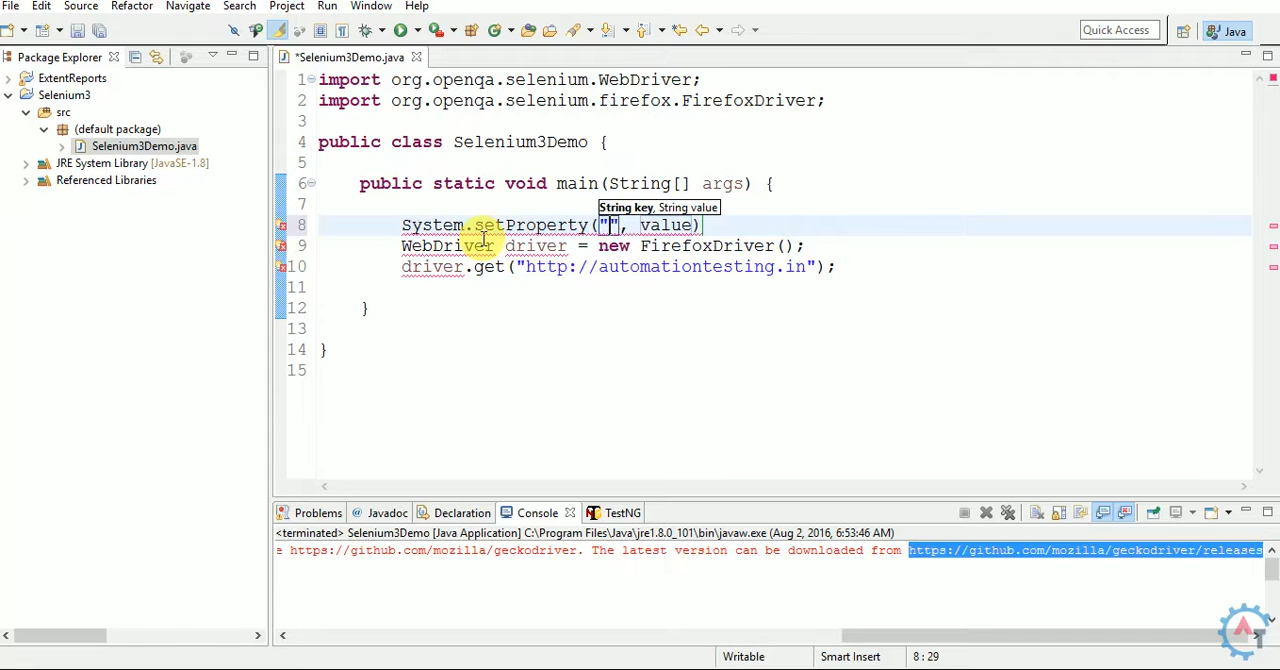 File Edit Source Refactor Navigate Search Project Run Window Help
Quick Access Java
Package Explorer
*Selenium3Demo.java
ExtentReports
Selenium3
src
(default package)
Selenium3Demo.java
JRE System Library [JavaSE-1.8]
Referenced Libraries
1 import org.openqa.selenium.WebDriver;
2 import org.openqa.selenium.firefox.FirefoxDriver;
3
4 public class Selenium3Demo {
5
6 public static void main(String[] args) {
7
String key, String value
8 System.setProperty("", value)
9 WebDriver driver = new FirefoxDriver();
10 driver.get("http://automationtesting.in");
11
12 }
13
14 }
15
Problems Javadoc Declaration Console TestNG
<terminated> Selenium3Demo [Java Application] C:\Program Files\Java\jre1.8.0_101\bin\javaw.exe (Aug 2, 2016, 6:53:46 AM)
e https://github.com/mozilla/geckodriver. The latest version can be downloaded from https://github.com/mozilla/geckodriver/releases
Writable Smart Insert 8 : 29